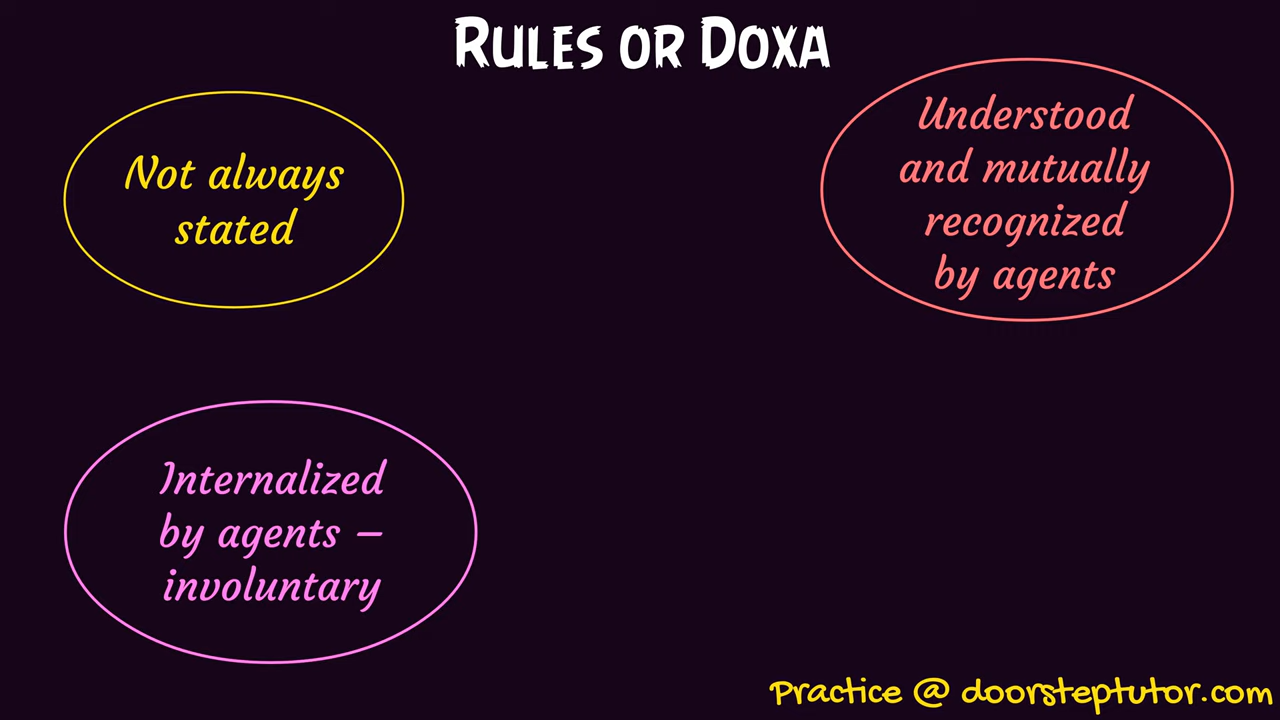 Rules or Doxa
Not always
stated
Understood
and mutually
recognized
by agents
Internalized
by agents –
involuntary
Practice @ doorsteptutor.com